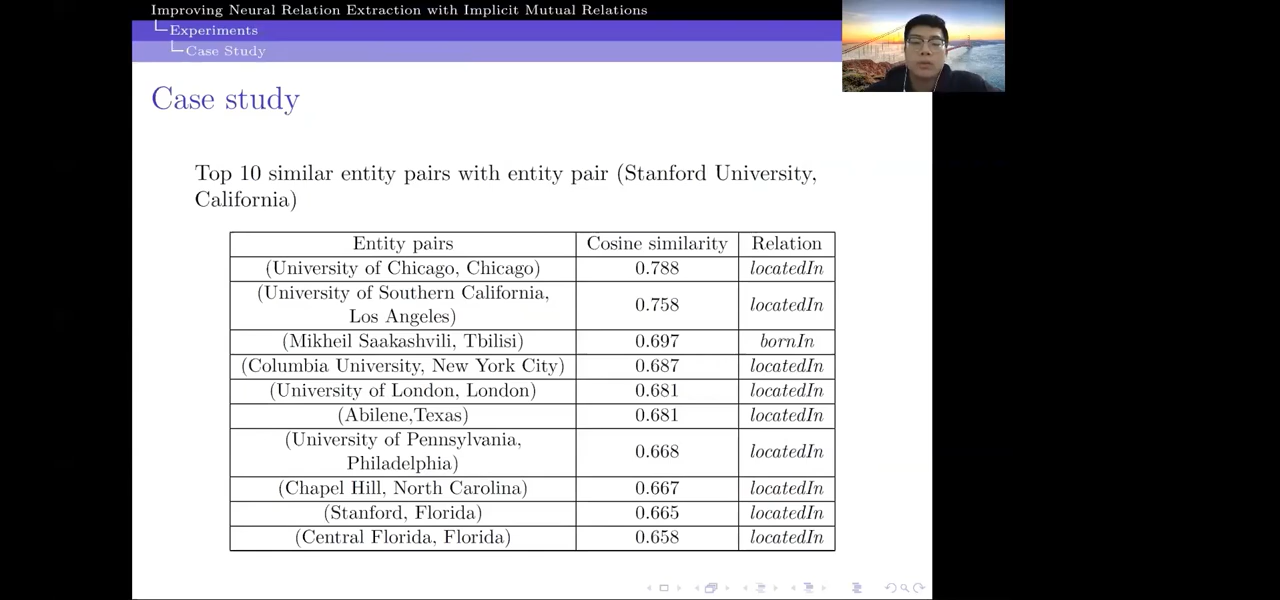 Improving Neural Relation Extraction with Implicit Mutual Relations
Experiments
Case Study
Case study
Top 10 similar entity pairs with entity pair (Stanford University,
California)
Entity pairs Cosine similarity Relation
(University of Chicago, Chicago) 0.788 locatedIn
(University of Southern California,
Los Angeles) 0.758 locatedIn
(Mikheil Saakashvili, Tbilisi) 0.697 bornIn
(Columbia University, New York City) 0.687 locatedIn
(University of London, London) 0.681 locatedIn
(Abilene,Texas) 0.681 locatedIn
(University of Pennsylvania,
Philadelphia) 0.668 locatedIn
(Chapel Hill, North Carolina) 0.667 locatedIn
(Stanford, Florida) 0.665 locatedIn
(Central Florida, Florida) 0.658 locatedIn